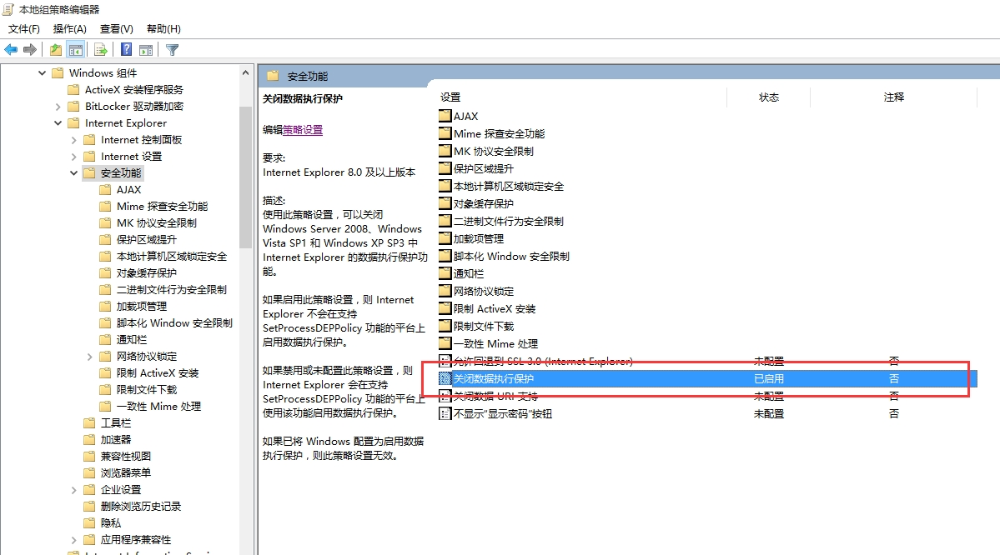 本地组策略编辑器
文件(F) 操作(A) 查看(V) 帮助(H)
Windows 组件
ActiveX 安装程序服务
BitLocker 驱动器加密
Internet Explorer
Internet 控制面板
Internet 设置
安全功能
AJAX
Mime 探查安全功能
MK 协议安全限制
保护区域提升
本地计算机区域锁定安全
对象缓存保护
二进制文件行为安全限制
加载项管理
脚本化 Window 安全限制
通知栏
网络协议锁定
限制 ActiveX 安装
限制文件下载
一致性 Mime 处理
工具栏
加速器
兼容性视图
浏览器菜单
企业设置
删除浏览历史记录
隐私
应用程序兼容性
安全功能
关闭数据执行保护
编辑策略设置
要求:
Internet Explorer 8.0 及以上版本
描述:
使用此策略设置，可以关闭
Windows Server 2008、Windows
Vista SP1 和 Windows XP SP3 中
Internet Explorer 的数据执行保护功
能。
如果启用此策略设置，则 Internet
Explorer 不会在支持
SetProcessDEPPolicy 功能的平台上
启用数据执行保护。
如果禁用或未配置此策略设置，则
Internet Explorer 会在支持
SetProcessDEPPolicy 功能的平台上
使用该功能启用数据执行保护。
如果已将 Windows 配置为启用数据
执行保护，则此策略设置无效。
设置 状态 注释
AJAX
Mime 探查安全功能
MK 协议安全限制
保护区域提升
本地计算机区域锁定安全
对象缓存保护
二进制文件行为安全限制
加载项管理
脚本化 Window 安全限制
通知栏
网络协议锁定
限制 ActiveX 安装
限制文件下载
一致性 Mime 处理
允许回退到 SSL 3.0 (Internet Explorer) 未配置 否
关闭数据执行保护 已启用 否
关闭数据 URI 支持 未配置 否
不显示“显示密码”按钮 未配置 否